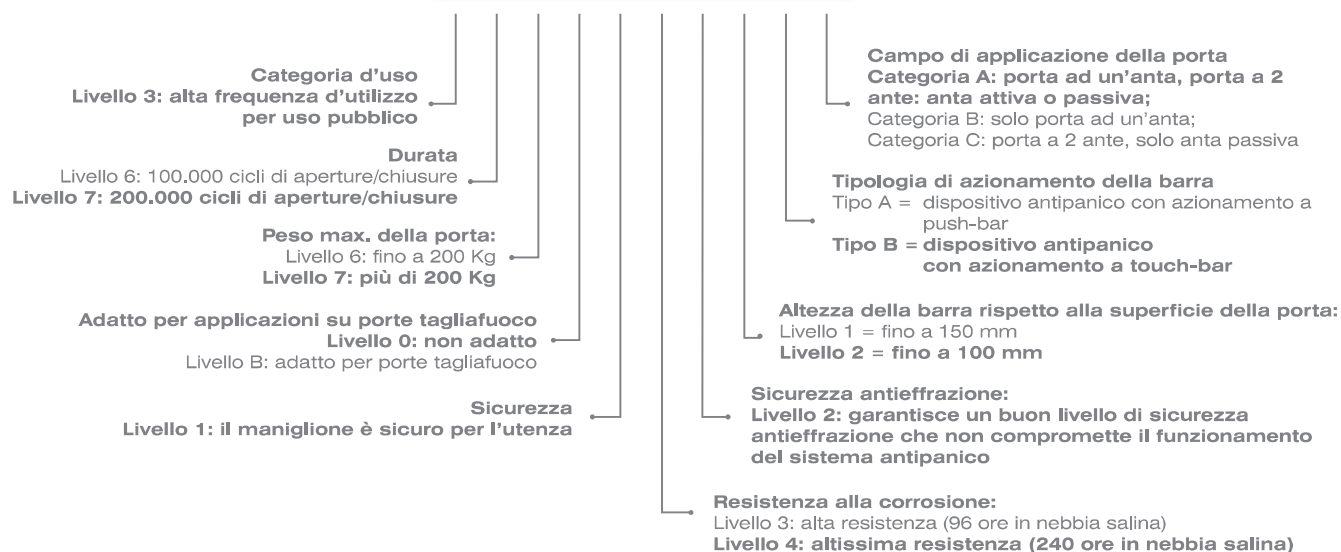 Categoria d'uso
Livello 3: alta frequenza d'utilizzo
per uso pubblico
Durata
Livello 6: 100.000 cicli di aperture/chiusure
Livello 7: 200.000 cicli di aperture/chiusure
Peso max. della porta:
Livello 6: fino a 200 Kg
Livello 7: più di 200 Kg
Adatto per applicazioni su porte tagliafuoco
Livello 0: non adatto
Livello B: adatto per porte tagliafuoco
Sicurezza
Livello 1: il maniglione è sicuro per l'utenza
Campo di applicazione della porta
Categoria A: porta ad un'anta, porta a 2
ante: anta attiva o passiva;
Categoria B: solo porta ad un'anta;
Categoria C: porta a 2 ante, solo anta passiva
Tipologia di azionamento della barra
Tipo A = dispositivo antipanico con azionamento a
push-bar
Tipo B = dispositivo antipanico
con azionamento a touch-bar
Altezza della barra rispetto alla superficie della porta:
Livello 1 = fino a 150 mm
Livello 2 = fino a 100 mm
Sicurezza antieffrazione:
Livello 2: garantisce un buon livello di sicurezza
antieffrazione che non compromette il funzionamento
del sistema antipanico
Resistenza alla corrosione:
Livello 3: alta resistenza (96 ore in nebbia salina)
Livello 4: altissima resistenza (240 ore in nebbia salina)